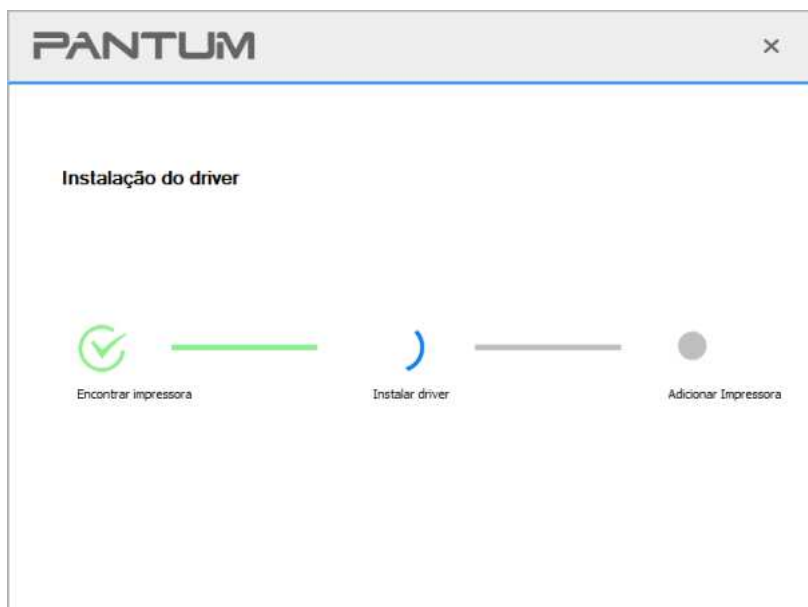 PANTUM
Instalação do driver
Encontrar impressora
Instalar driver
Adicionar Impressora